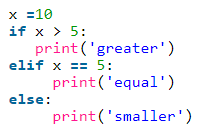 x =10
if x > 5:
   print('greater')
elif x == 5:
     print('equal')
else:
     print('smaller')